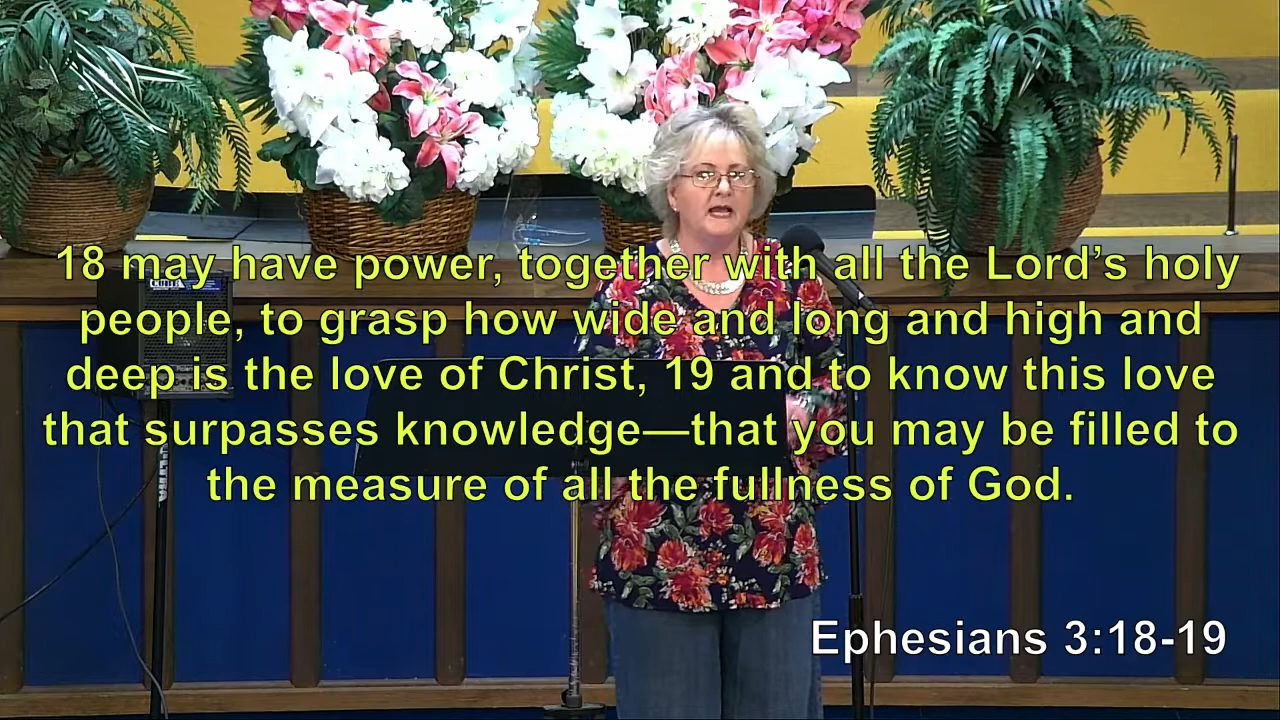 18 may have power, together with all the Lord’s holy
people, to grasp how wide and long and high and
deep is the love of Christ, 19 and to know this love
that surpasses knowledge—that you may be filled to
the measure of all the fullness of God.
Ephesians 3:18-19